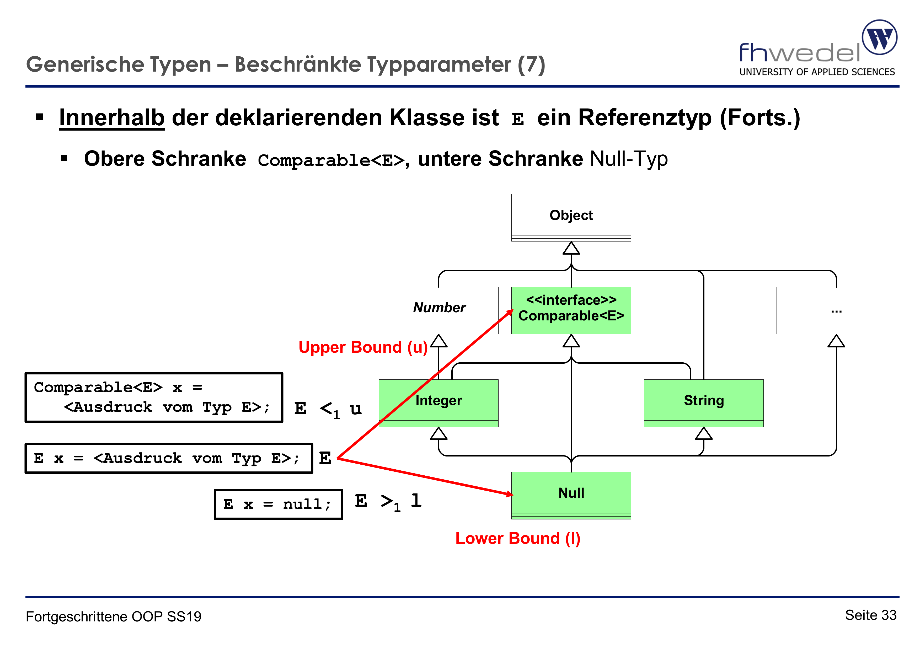 Generische Typen – Beschränkte Typparameter (7)
fhwedel
UNIVERSITY OF APPLIED SCIENCES
W
▪ Innerhalb der deklarierenden Klasse ist E ein Referenztyp (Forts.)
▪ Obere Schranke Comparable<E>, untere Schranke Null-Typ
Object
Number
<<interface>>
Comparable<E>
...
Upper Bound (u)
Comparable<E> x =
<Ausdruck vom Typ E>;
E <1 u
Integer
String
E x = <Ausdruck vom Typ E>;
E
E x = null;
E >1 l
Null
Lower Bound (l)
Fortgeschrittene OOP SS19
Seite 33